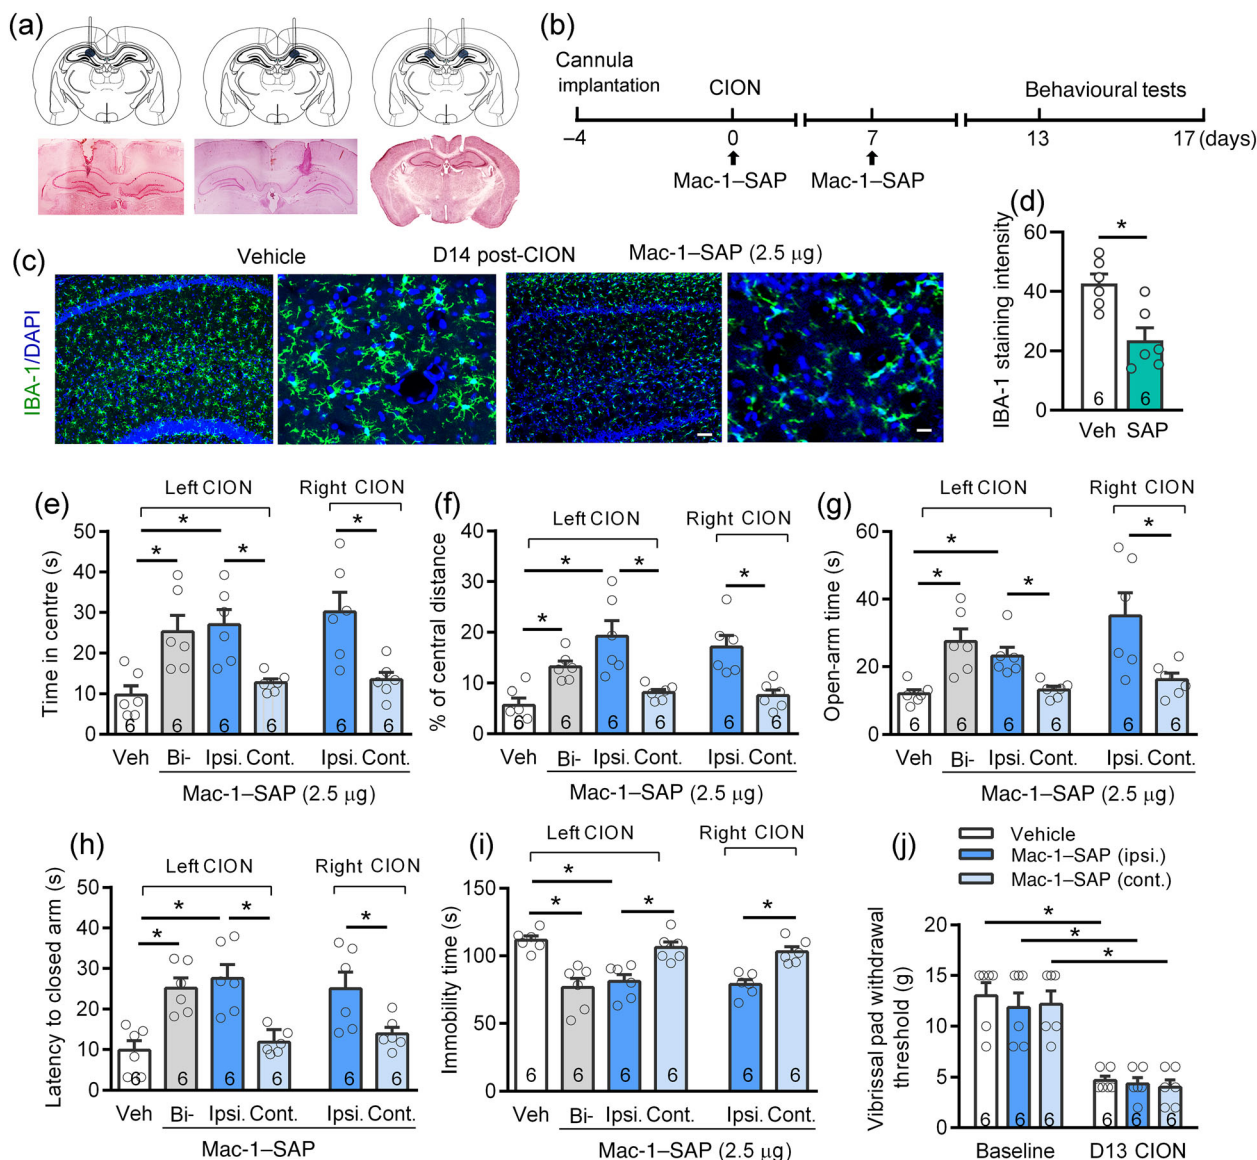 (a)
(b)
Cannula
implantation
CION
Behavioural tests
–4
0
7
13
17 (days)
Mac-1–SAP
Mac-1–SAP
(c)
Vehicle
D14 post-CION
Mac-1–SAP (2.5 μg)
IBA-1/DAPI
(d)
IBA-1 staining intensity
60
40
20
0
*
6
6
Veh
SAP
(e)
Left CION
Right CION
Time in centre (s)
50
40
30
20
10
0
* * * *
6 6 6 6 6 6
Veh Bi- Ipsi. Cont. Ipsi. Cont.
Mac-1–SAP (2.5 μg)
(f)
Left CION
Right CION
% of central distance
40
30
20
10
0
* * * *
6 6 6 6 6 6
Veh Bi- Ipsi. Cont. Ipsi. Cont.
Mac-1–SAP (2.5 μg)
(g)
Left CION
Right CION
Open-arm time (s)
60
40
20
0
* * * *
6 6 6 6 6 6
Veh Bi- Ipsi. Cont. Ipsi. Cont.
Mac-1–SAP (2.5 μg)
(h)
Left CION
Right CION
Latency to closed arm (s)
50
40
30
20
10
0
* * * *
6 6 6 6 6 6
Veh Bi- Ipsi. Cont. Ipsi. Cont.
Mac-1–SAP
(i)
Left CION
Right CION
Immobility time (s)
150
100
50
0
* * * *
6 6 6 6 6 6
Veh Bi- Ipsi. Cont. Ipsi. Cont.
Mac-1–SAP (2.5 μg)
(j)
Vehicle
Mac-1–SAP (ipsi.)
Mac-1–SAP (cont.)
Vibrissal pad withdrawal
threshold (g)
20
15
10
5
0
* * *
6 6 6 6 6 6
Baseline D13 CION